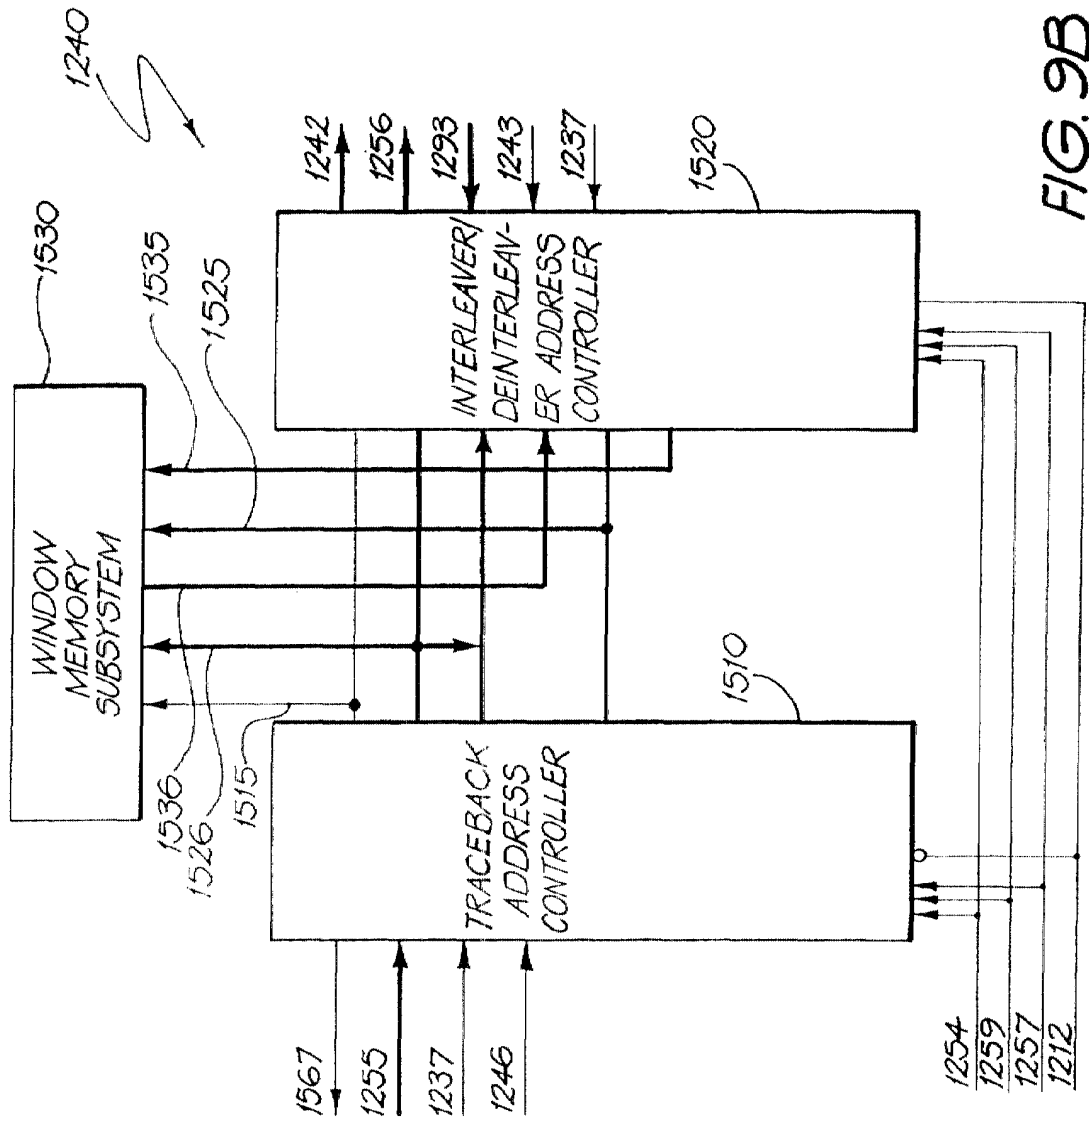 1240
1530
WINDOW
MEMORY
SUBSYSTEM
1535
1525
1536
1526
1515
1242
1256
1293
1243
1237
1520
INTERLEAVER/
DEINTERLEAV-
ER ADDRESS
CONTROLLER
1510
TRACEBACK
ADDRESS
CONTROLLER
1567
1255
1237
1246
1254
1259
1257
1212
FIG. 9B